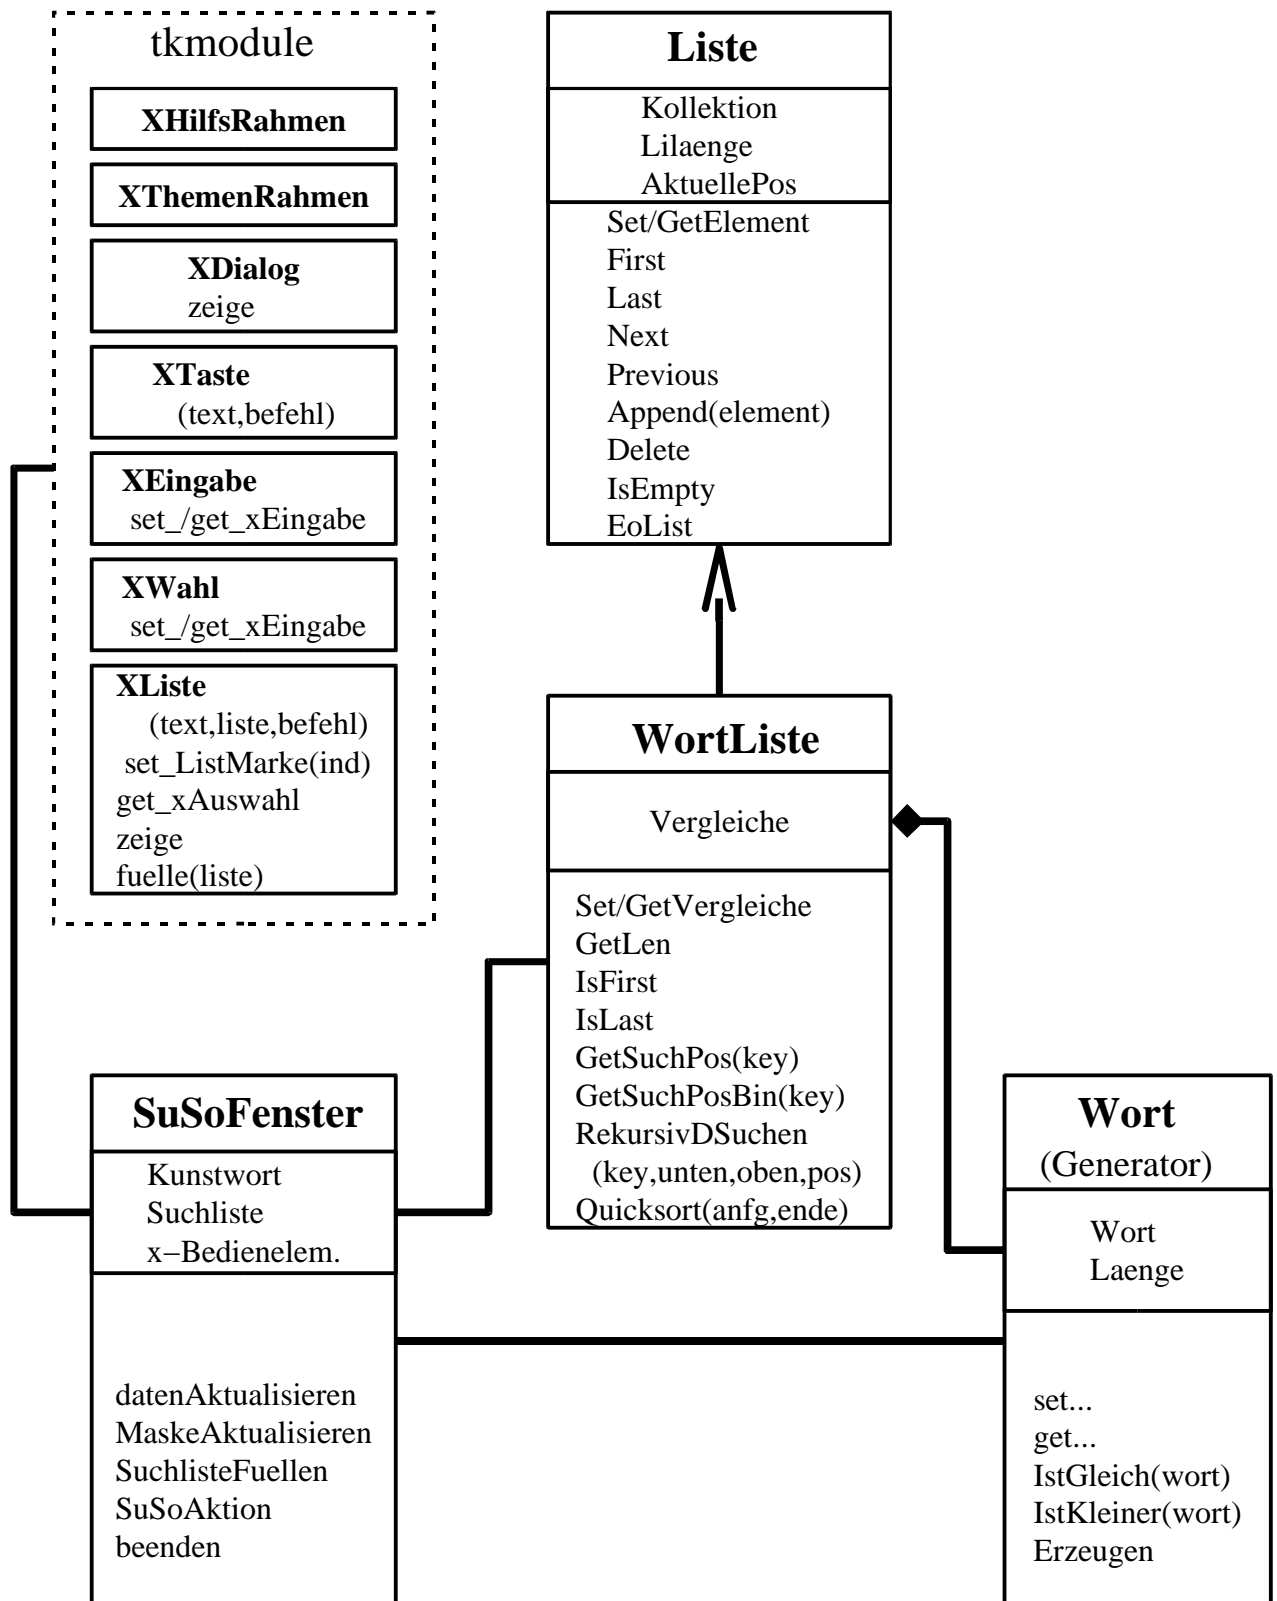 tkmodule
XHilfsRahmen
XThemenRahmen
XDialog
zeige
XTaste
(text,befehl)
XEingabe
set_/get_xEingabe
XWahl
set_/get_xEingabe
XListe
(text,liste,befehl)
set_ListMarke(ind)
get_xAuswahl
zeige
fuelle(liste)
Liste
Kollektion
Lilaenge
AktuellePos
Set/GetElement
First
Last
Next
Previous
Append(element)
Delete
IsEmpty
EoList
WortListe
Vergleiche
Set/GetVergleiche
GetLen
IsFirst
IsLast
GetSuchPos(key)
GetSuchPosBin(key)
RekursivDSuchen
(key,unten,oben,pos)
Quicksort(anfg,ende)
SuSoFenster
Kunstwort
Suchliste
x−Bedienelem.
datenAktualisieren
MaskeAktualisieren
SuchlisteFuellen
SuSoAktion
beenden
Wort
(Generator)
Wort
Laenge
set...
get...
IstGleich(wort)
IstKleiner(wort)
Erzeugen